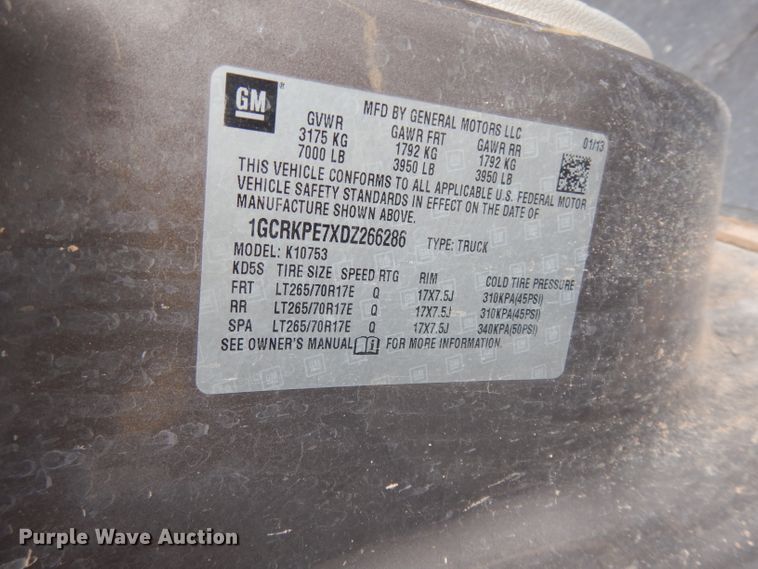 GM
MFD BY GENERAL MOTORS LLC
01/13
GVWR GAWR FRT GAWR RR
3175 KG 1792 KG 1792 KG
7000 LB 3950 LB 3950 LB
THIS VEHICLE CONFORMS TO ALL APPLICABLE U.S. FEDERAL MOTOR
VEHICLE SAFETY STANDARDS IN EFFECT ON THE DATE OF
MANUFACTURE SHOWN ABOVE.
1GCRKPE7XDZ266286 TYPE: TRUCK
MODEL: K10753
KD5S TIRE SIZE SPEED RTG RIM COLD TIRE PRESSURE
FRT LT265/70R17E Q 17X7.5J 310KPA(45PSI)
RR LT265/70R17E Q 17X7.5J 310KPA(45PSI)
SPA LT265/70R17E Q 17X7.5J 340KPA(50PSI)
SEE OWNER'S MANUAL FOR MORE INFORMATION.
Purple Wave Auction